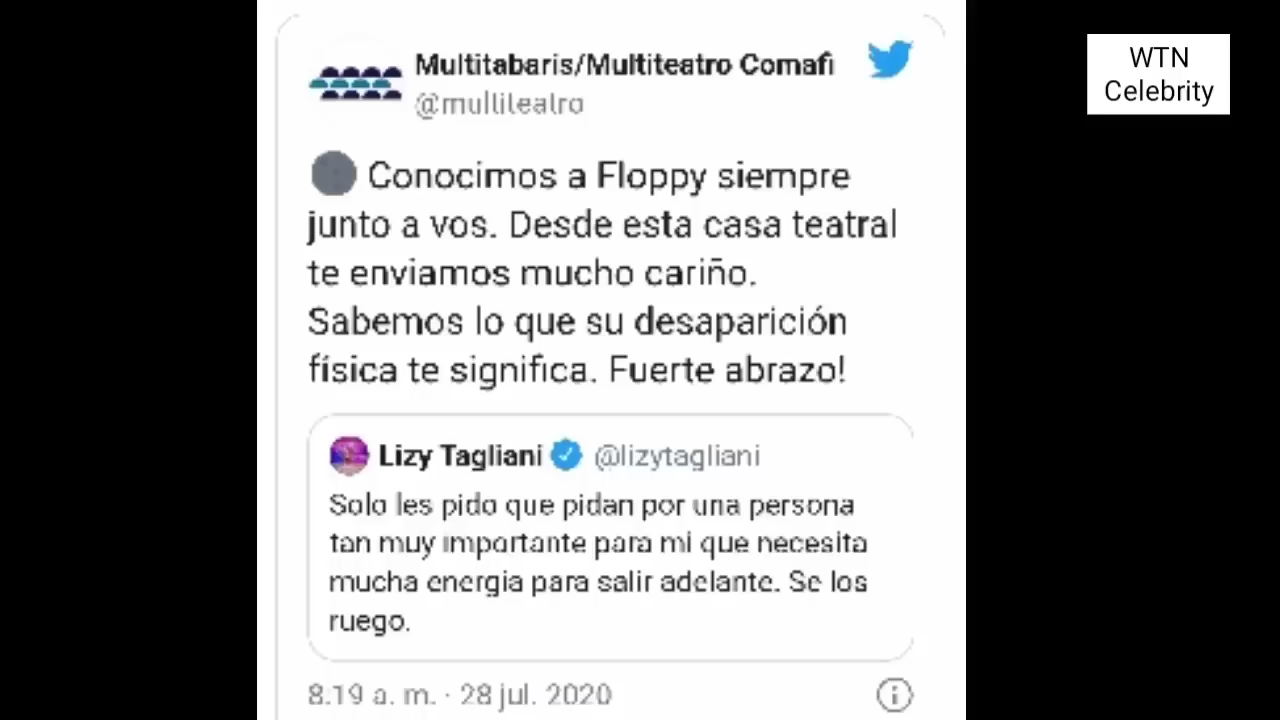 Multitabaris/Multiteatro Comafi
@multiteatro
Conocimos a Floppy siempre
junto a vos. Desde esta casa teatral
te enviamos mucho cariño.
Sabemos lo que su desaparición
física te significa. Fuerte abrazo!
Lizy Tagliani @lizytagliani
Solo les pido que pidan por una persona
tan muy importante para mi que necesita
mucha energia para salir adelante. Se los
ruego.
8.19 a. m. · 28 jul. 2020
WTN
Celebrity